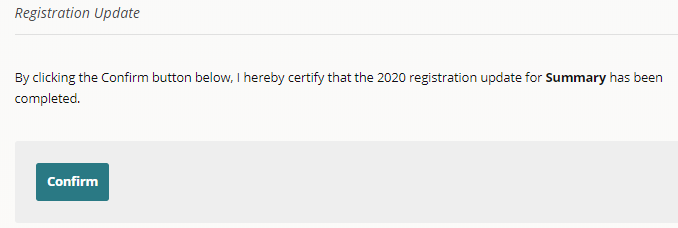 Registration Update
By clicking the Confirm button below, I hereby certify that the 2020 registration update for Summary has been
completed.
Confirm